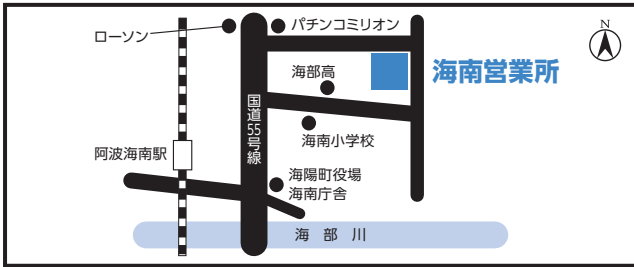 ローソン
パチンコミリオン
N
海部高
海南営業所
国道55号線
海南小学校
阿波海南駅
海陽町役場
海南庁舎
海部川